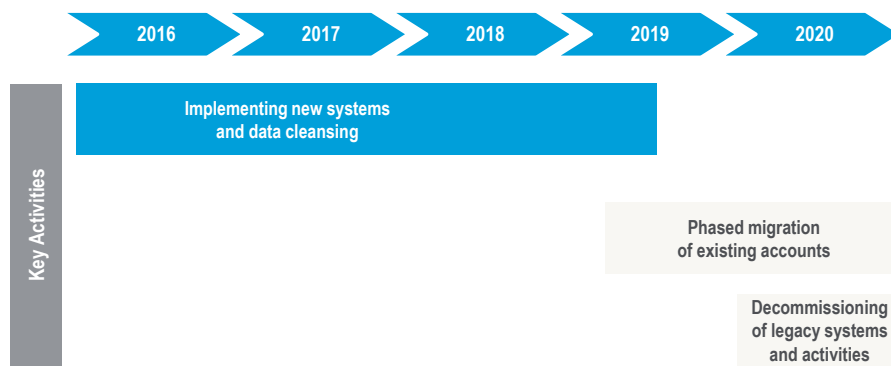 2016
2017
2018
2019
2020
Key Activities
Implementing new systems
and data cleansing
Phased migration
of existing accounts
Decommissioning
of legacy systems
and activities